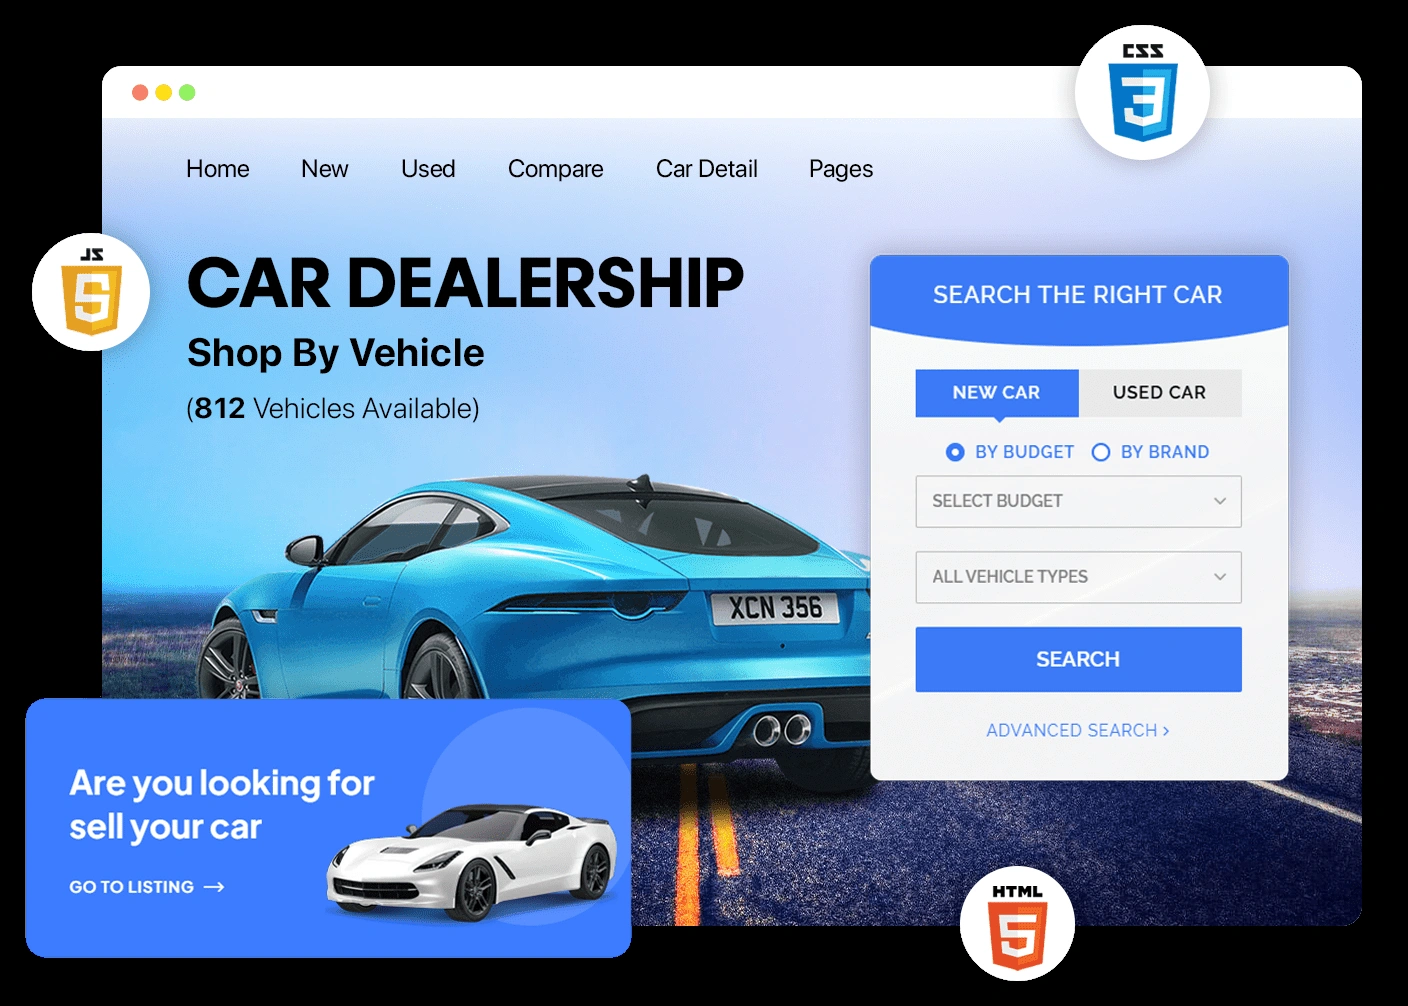 CSS
3
Home New Used Compare Car Detail Pages
JS
5
CAR DEALERSHIP
Shop By Vehicle
(812 Vehicles Available)
XCN 356
SEARCH THE RIGHT CAR
NEW CAR USED CAR
BY BUDGET BY BRAND
SELECT BUDGET
ALL VEHICLE TYPES
SEARCH
ADVANCED SEARCH >
Are you looking for
sell your car
GO TO LISTING →
HTML
5